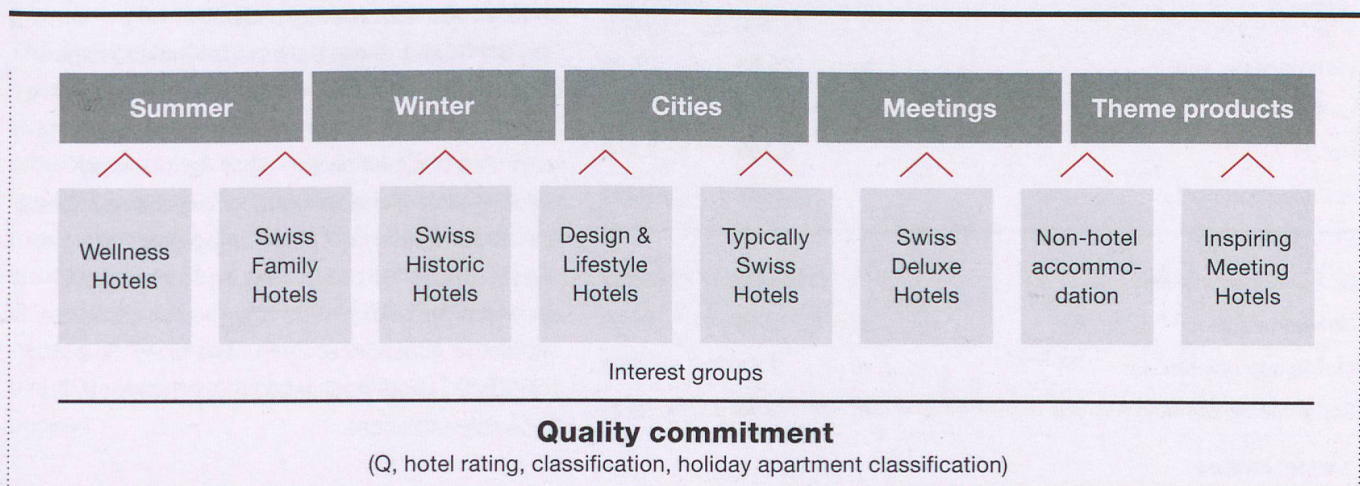 Summer
Winter
Cities
Meetings
Theme products
Wellness
Hotels
Swiss
Family
Hotels
Swiss
Historic
Hotels
Design &
Lifestyle
Hotels
Typically
Swiss
Hotels
Swiss
Deluxe
Hotels
Non-hotel
accommo-
dation
Inspiring
Meeting
Hotels
Interest groups
Quality commitment
(Q, hotel rating, classification, holiday apartment classification)